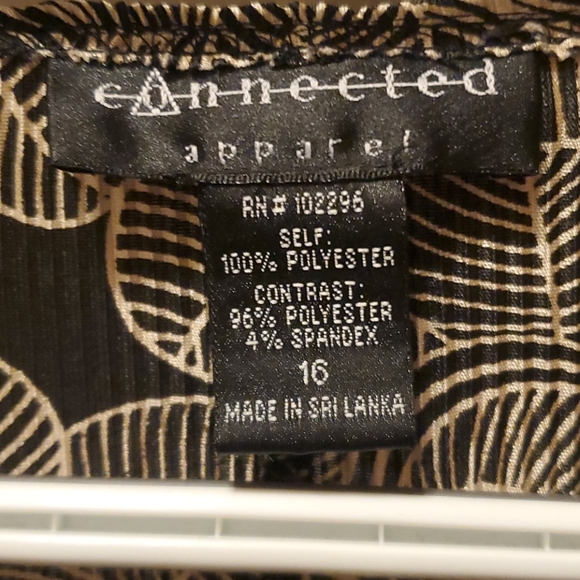 connected
apparel
RN# 102296
SELF:
100% POLYESTER
CONTRAST:
96% POLYESTER
4% SPANDEX
16
MADE IN SRI LANKA